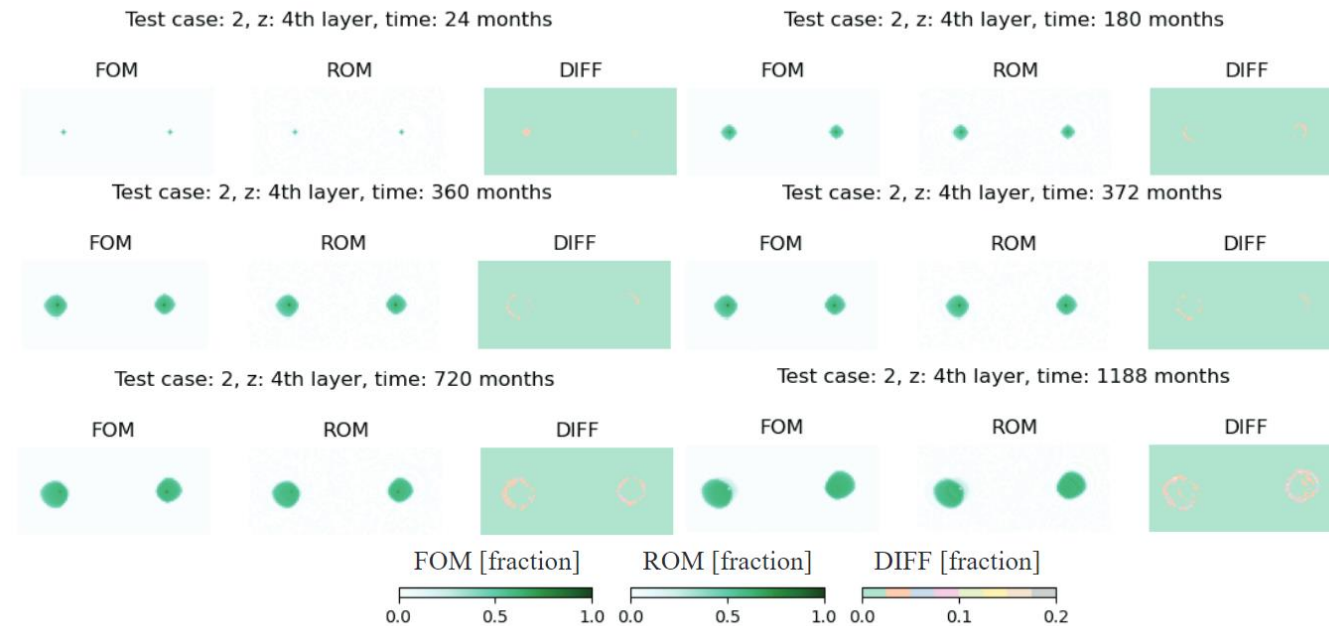 Test case: 2, z: 4th layer, time: 24 months
Test case: 2, z: 4th layer, time: 180 months
FOM ROM DIFF FOM ROM DIFF
Test case: 2, z: 4th layer, time: 360 months
Test case: 2, z: 4th layer, time: 372 months
FOM ROM DIFF FOM ROM DIFF
Test case: 2, z: 4th layer, time: 720 months
Test case: 2, z: 4th layer, time: 1188 months
FOM ROM DIFF FOM ROM DIFF
FOM [fraction] ROM [fraction] DIFF [fraction]
0.0 0.5 1.0 0.0 0.5 1.0 0.0 0.1 0.2